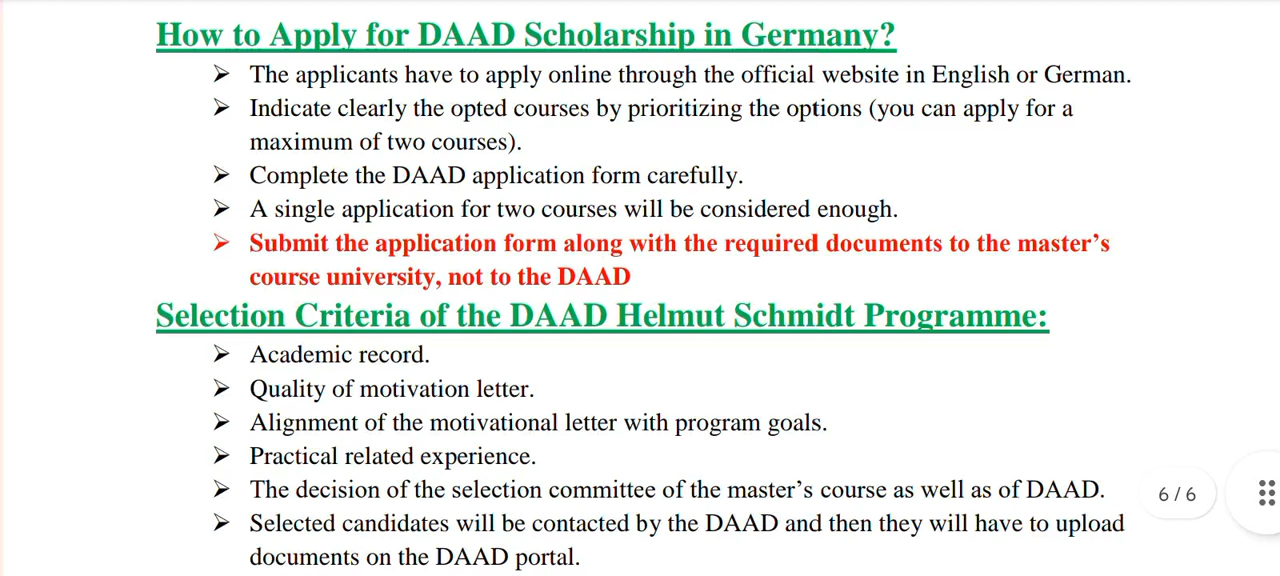 How to Apply for DAAD Scholarship in Germany?
➢ The applicants have to apply online through the official website in English or German.
➢ Indicate clearly the opted courses by prioritizing the options (you can apply for a
maximum of two courses).
➢ Complete the DAAD application form carefully.
➢ A single application for two courses will be considered enough.
➢ Submit the application form along with the required documents to the master’s
course university, not to the DAAD
Selection Criteria of the DAAD Helmut Schmidt Programme:
➢ Academic record.
➢ Quality of motivation letter.
➢ Alignment of the motivational letter with program goals.
➢ Practical related experience.
➢ The decision of the selection committee of the master’s course as well as of DAAD.
6 / 6
➢ Selected candidates will be contacted by the DAAD and then they will have to upload
documents on the DAAD portal.